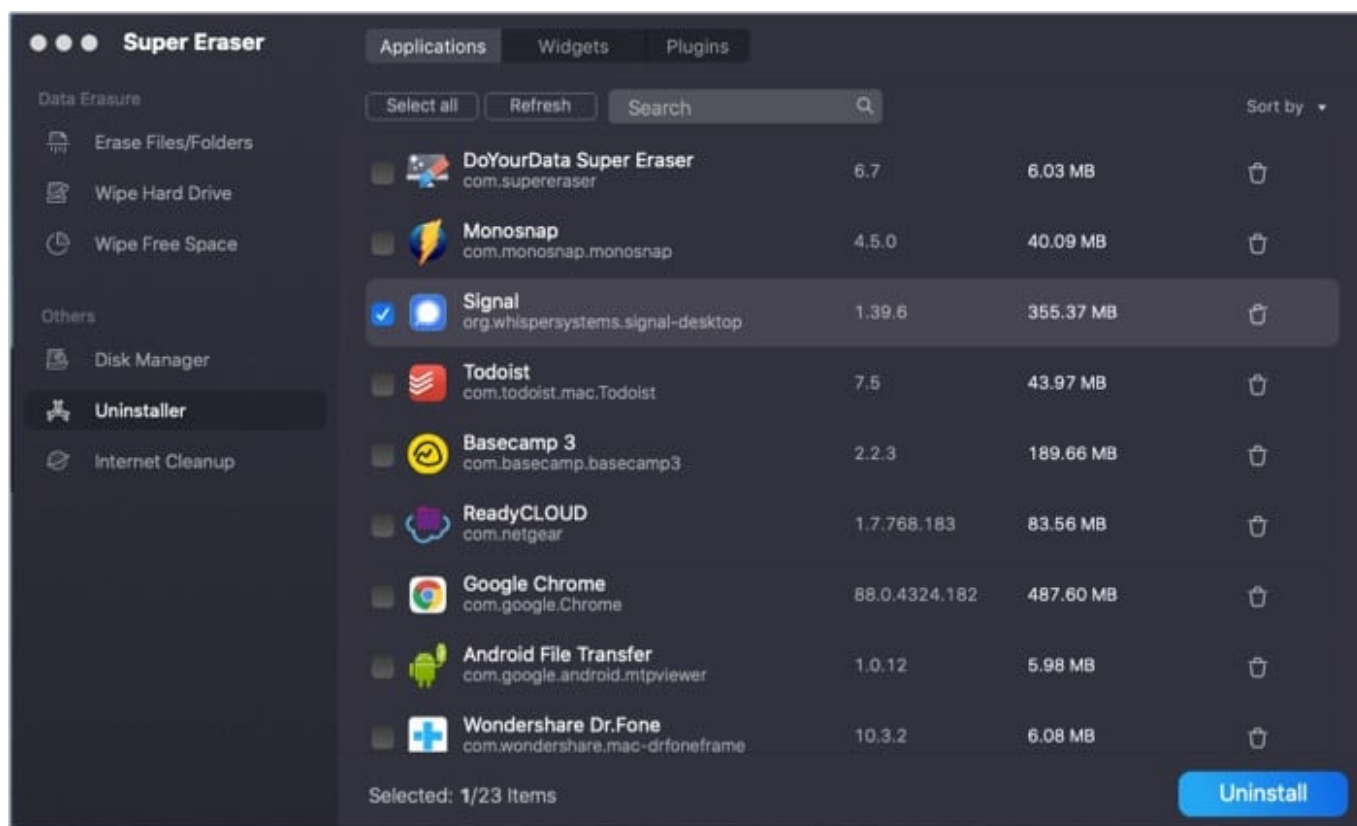 Super Eraser
Applications Widgets Plugins
Data Erasure
Select all Refresh Search Sort by
Erase Files/Folders
Wipe Hard Drive
Wipe Free Space
Others
Disk Manager
Uninstaller
Internet Cleanup
DoYourData Super Eraser 6.7 6.03 MB
com.supereraser
Monosnap 4.5.0 40.09 MB
com.monosnap.monosnap
Signal 1.39.6 355.37 MB
org.whispersystems.signal-desktop
Todoist 7.5 43.97 MB
com.todoist.mac.Todoist
Basecamp 3 2.2.3 189.66 MB
com.basecamp.basecamp3
ReadyCLOUD 1.7.768.183 83.56 MB
com.netgear
Google Chrome 88.0.4324.182 487.60 MB
com.google.Chrome
Android File Transfer 1.0.12 5.98 MB
com.google.android.mtpviewer
Wondershare Dr.Fone 10.3.2 6.08 MB
com.wondershare.mac-drfoneframe
Selected: 1/23 Items Uninstall